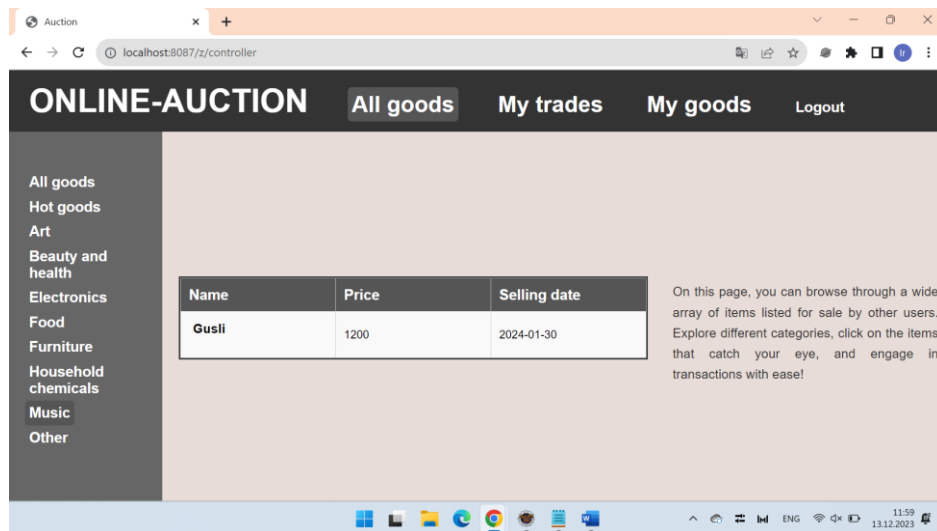 Auction
localhost:8087/z/controller
Ir
ONLINE-AUCTION
All goods
My trades
My goods
Logout
All goods
Hot goods
Art
Beauty and
health
Electronics
Food
Furniture
Household
chemicals
Music
Other
Name Price Selling date
Gusli 1200 2024-01-30
On this page, you can browse through a wide
array of items listed for sale by other users.
Explore different categories, click on the items
that catch your eye, and engage in
transactions with ease!
ENG
11:59
13.12.2023